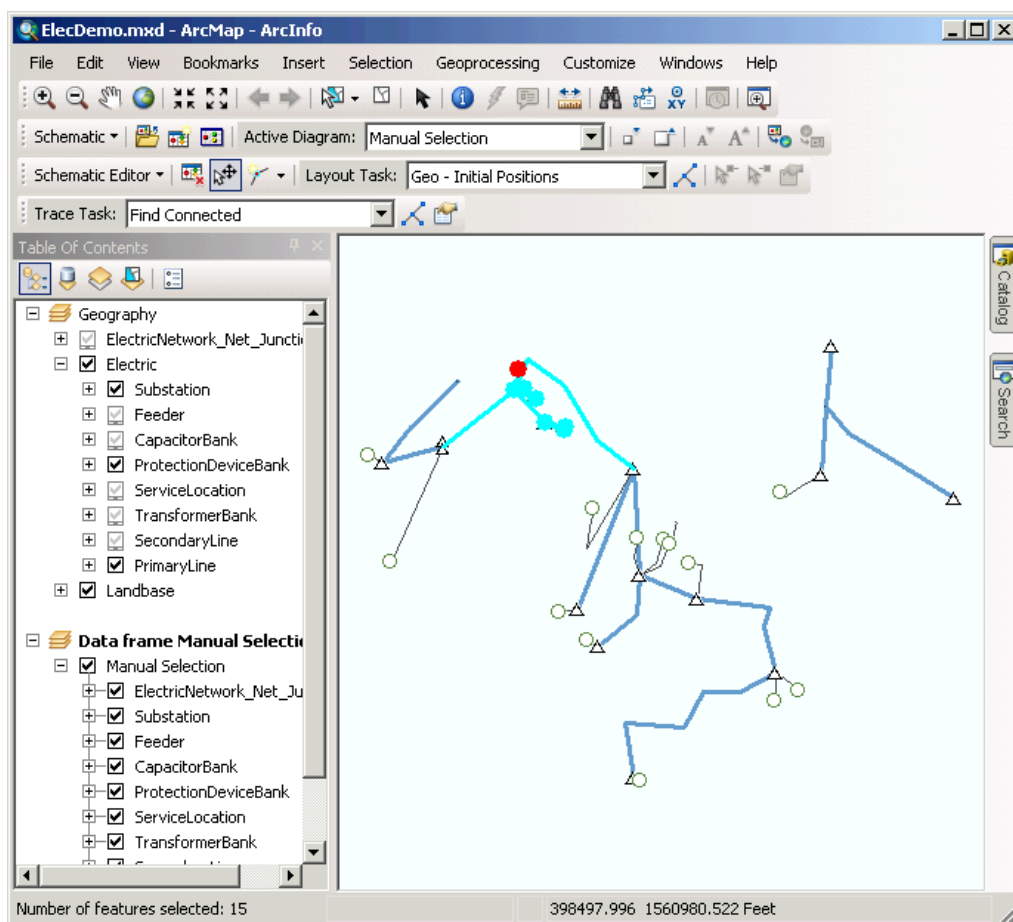 ElecDemo.mxd - ArcMap - ArcInfo
File Edit View Bookmarks Insert Selection Geoprocessing Customize Windows Help
XY
Schematic Active Diagram: Manual Selection A A
Schematic Editor Layout Task: Geo - Initial Positions
Trace Task: Find Connected
Table Of Contents
Geography
ElectricNetwork_Net_Juncti
Electric
Substation
Feeder
CapacitorBank
ProtectionDeviceBank
ServiceLocation
TransformerBank
SecondaryLine
PrimaryLine
Landbase
Data frame Manual Selectio
Manual Selection
ElectricNetwork_Net_Ju
Substation
Feeder
CapacitorBank
ProtectionDeviceBank
ServiceLocation
TransformerBank
Catalog
Search
Number of features selected: 15
398497.996 1560980.522 Feet